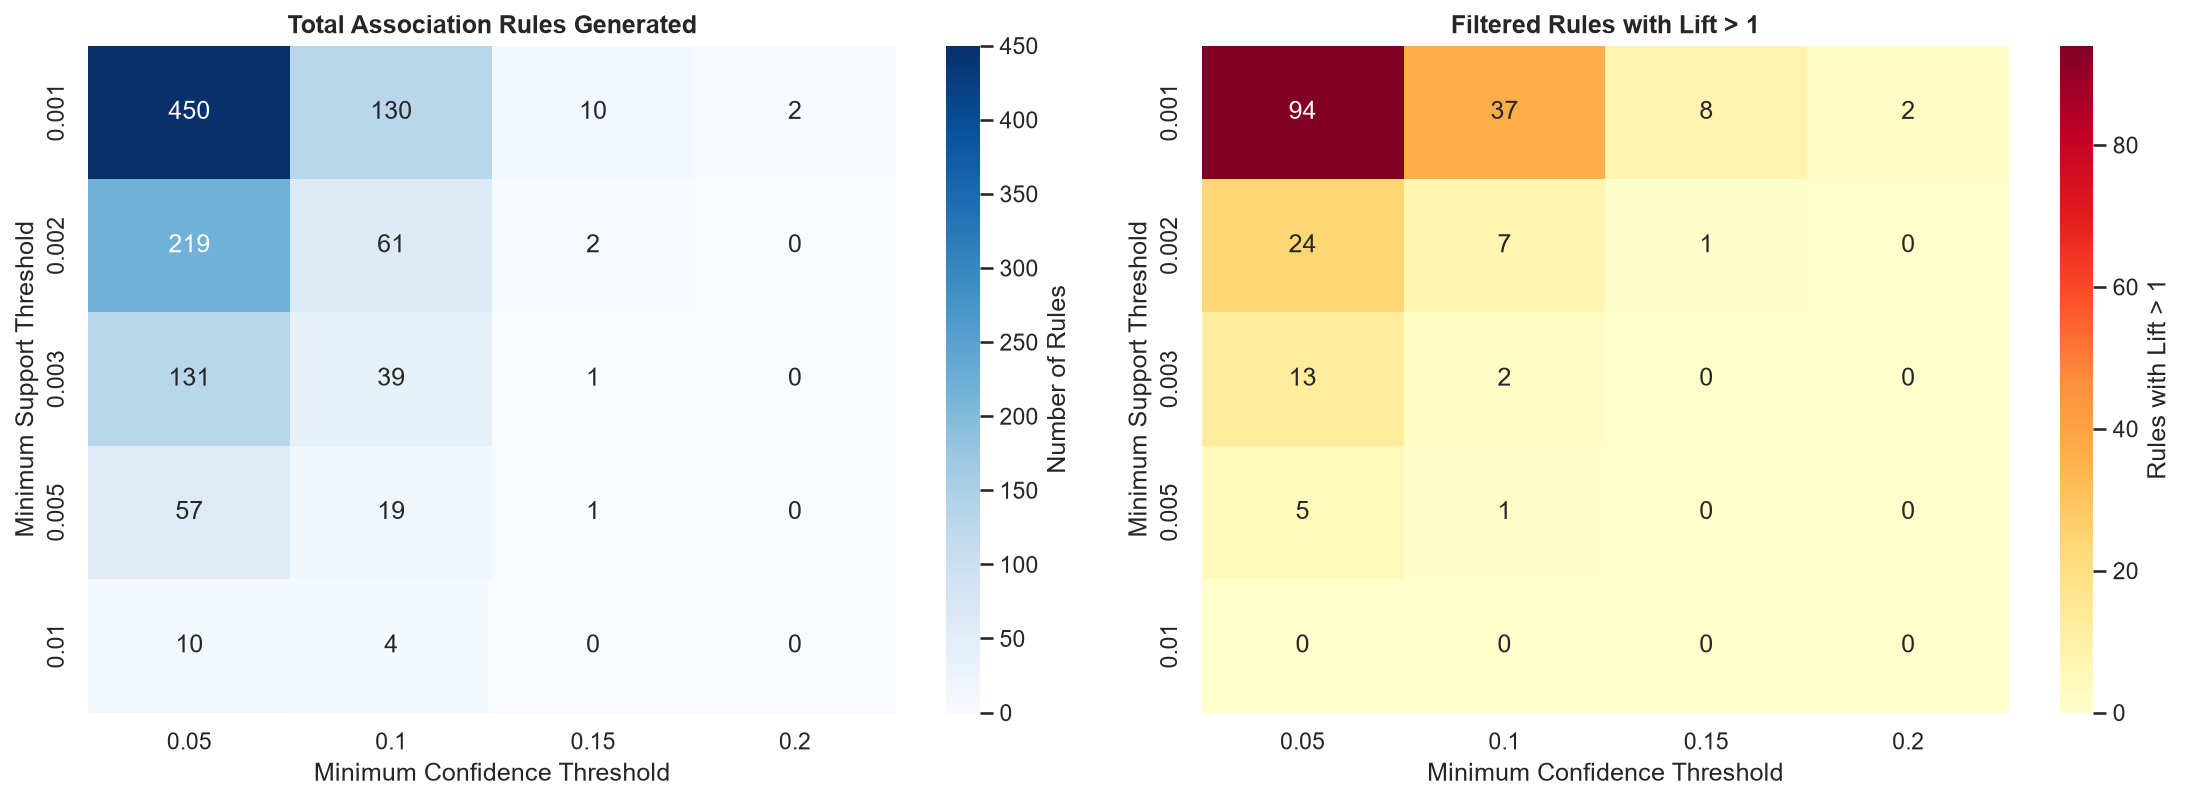 Total Association Rules Generated
Minimum Support Threshold
0.001 450 130 10 2
0.002 219 61 2 0
0.003 131 39 1 0
0.005 57 19 1 0
0.01 10 4 0 0
0.05 0.1 0.15 0.2
Minimum Confidence Threshold
450
400
350
300
250
200
150
100
50
0
Number of Rules
Filtered Rules with Lift > 1
Minimum Support Threshold
0.001 94 37 8 2
0.002 24 7 1 0
0.003 13 2 0 0
0.005 5 1 0 0
0.01 0 0 0 0
0.05 0.1 0.15 0.2
Minimum Confidence Threshold
80
60
40
20
0
Rules with Lift > 1